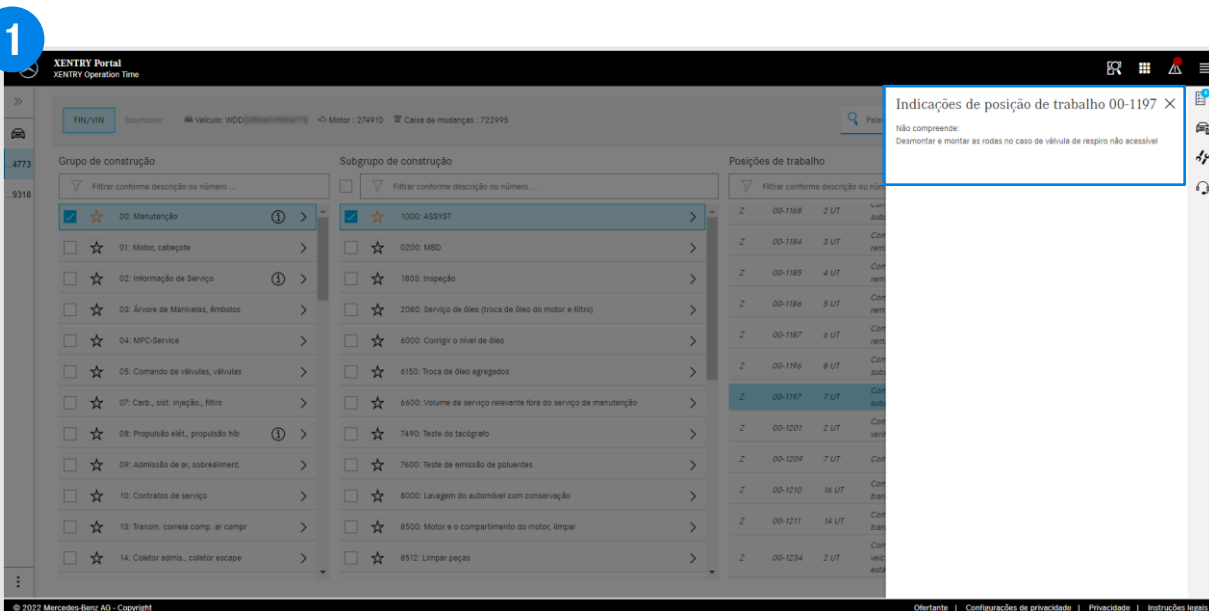 1
XENTRY Portal
XENTRY Operation Time
FIN/VIN Baumuster Veículo: WDD Motor : 274910 Caixa de mudanças : 722995
Indicações de posição de trabalho 00-1197
Não compreende:
Desmontar e montar as rodas no caso de válvula de respiro não acessível
...4773
...9318
Grupo de construção
Filtrar conforme descrição ou número ...
00: Manutenção
01: Motor, cabeçote
02: Informação de Serviço
03: Árvore de Manivelas, êmbolos
04: MPC-Service
05: Comando de válvulas, válvulas
07: Carb., sist. injeção., filtro
08: Propulsão elét., propulsão híb
09: Admissão de ar, sobrealiment.
10: Contratos de serviço
13: Transm. correia comp. ar compr
14: Coletor admis., coletor escape
Subgrupo de construção
Filtrar conforme descrição ou número ...
1000: ASSYST
0200: MBD
1803: Inspeção
2080: Serviço de óleo (troca de óleo do motor e filtro)
6000: Corrigir o nível de óleo
6150: Troca de óleo agregados
6600: Volume de serviço relevante fora do serviço de manutenção
7490: Teste do tacógrafo
7600: Teste de emissão de poluentes
8000: Lavagem do automóvel com conservação
8500: Motor e o compartimento do motor, limpar
8512: Limpar peças
Posições de trabalho
Filtrar conforme descrição ou núm
Z 00-1168 2 UT
Z 00-1184 3 UT
Z 00-1185 4 UT
Z 00-1186 5 UT
Z 00-1187 6 UT
Z 00-1196 8 UT
Z 00-1197 7 UT
Z 00-1201 2 UT
Z 00-1209 7 UT
Z 00-1210 16 UT
Z 00-1211 14 UT
Z 00-1234 2 UT
© 2022 Mercedes-Benz AG - Copyright
Ofertante | Configurações de privacidade | Privacidade | Instruções legais